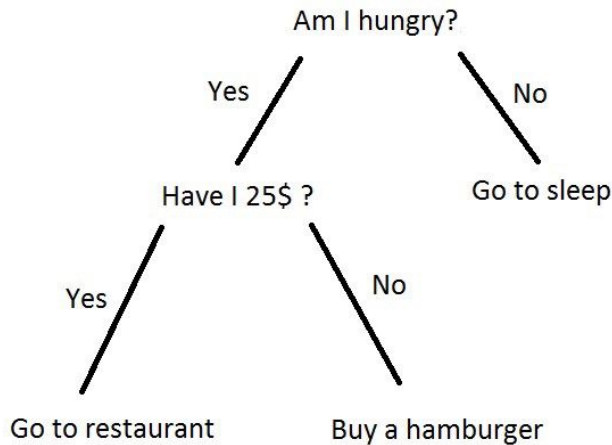 Am I hungry?
Yes
No
Have I 25$ ?
Go to sleep
Yes
No
Go to restaurant
Buy a hamburger